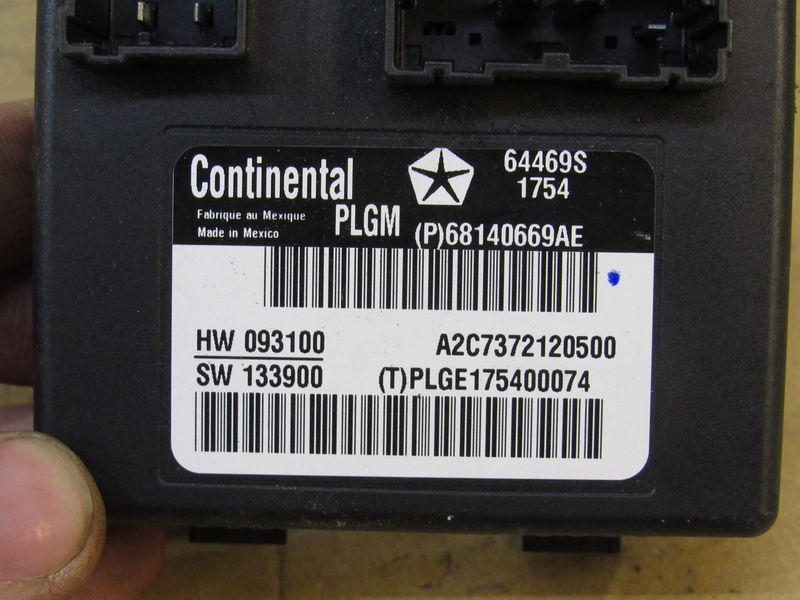 Continental
64469S
1754
Fabrique au Mexique
Made in Mexico
PLGM
(P)68140669AE
HW 093100
A2C7372120500
SW 133900
(T)PLGE175400074